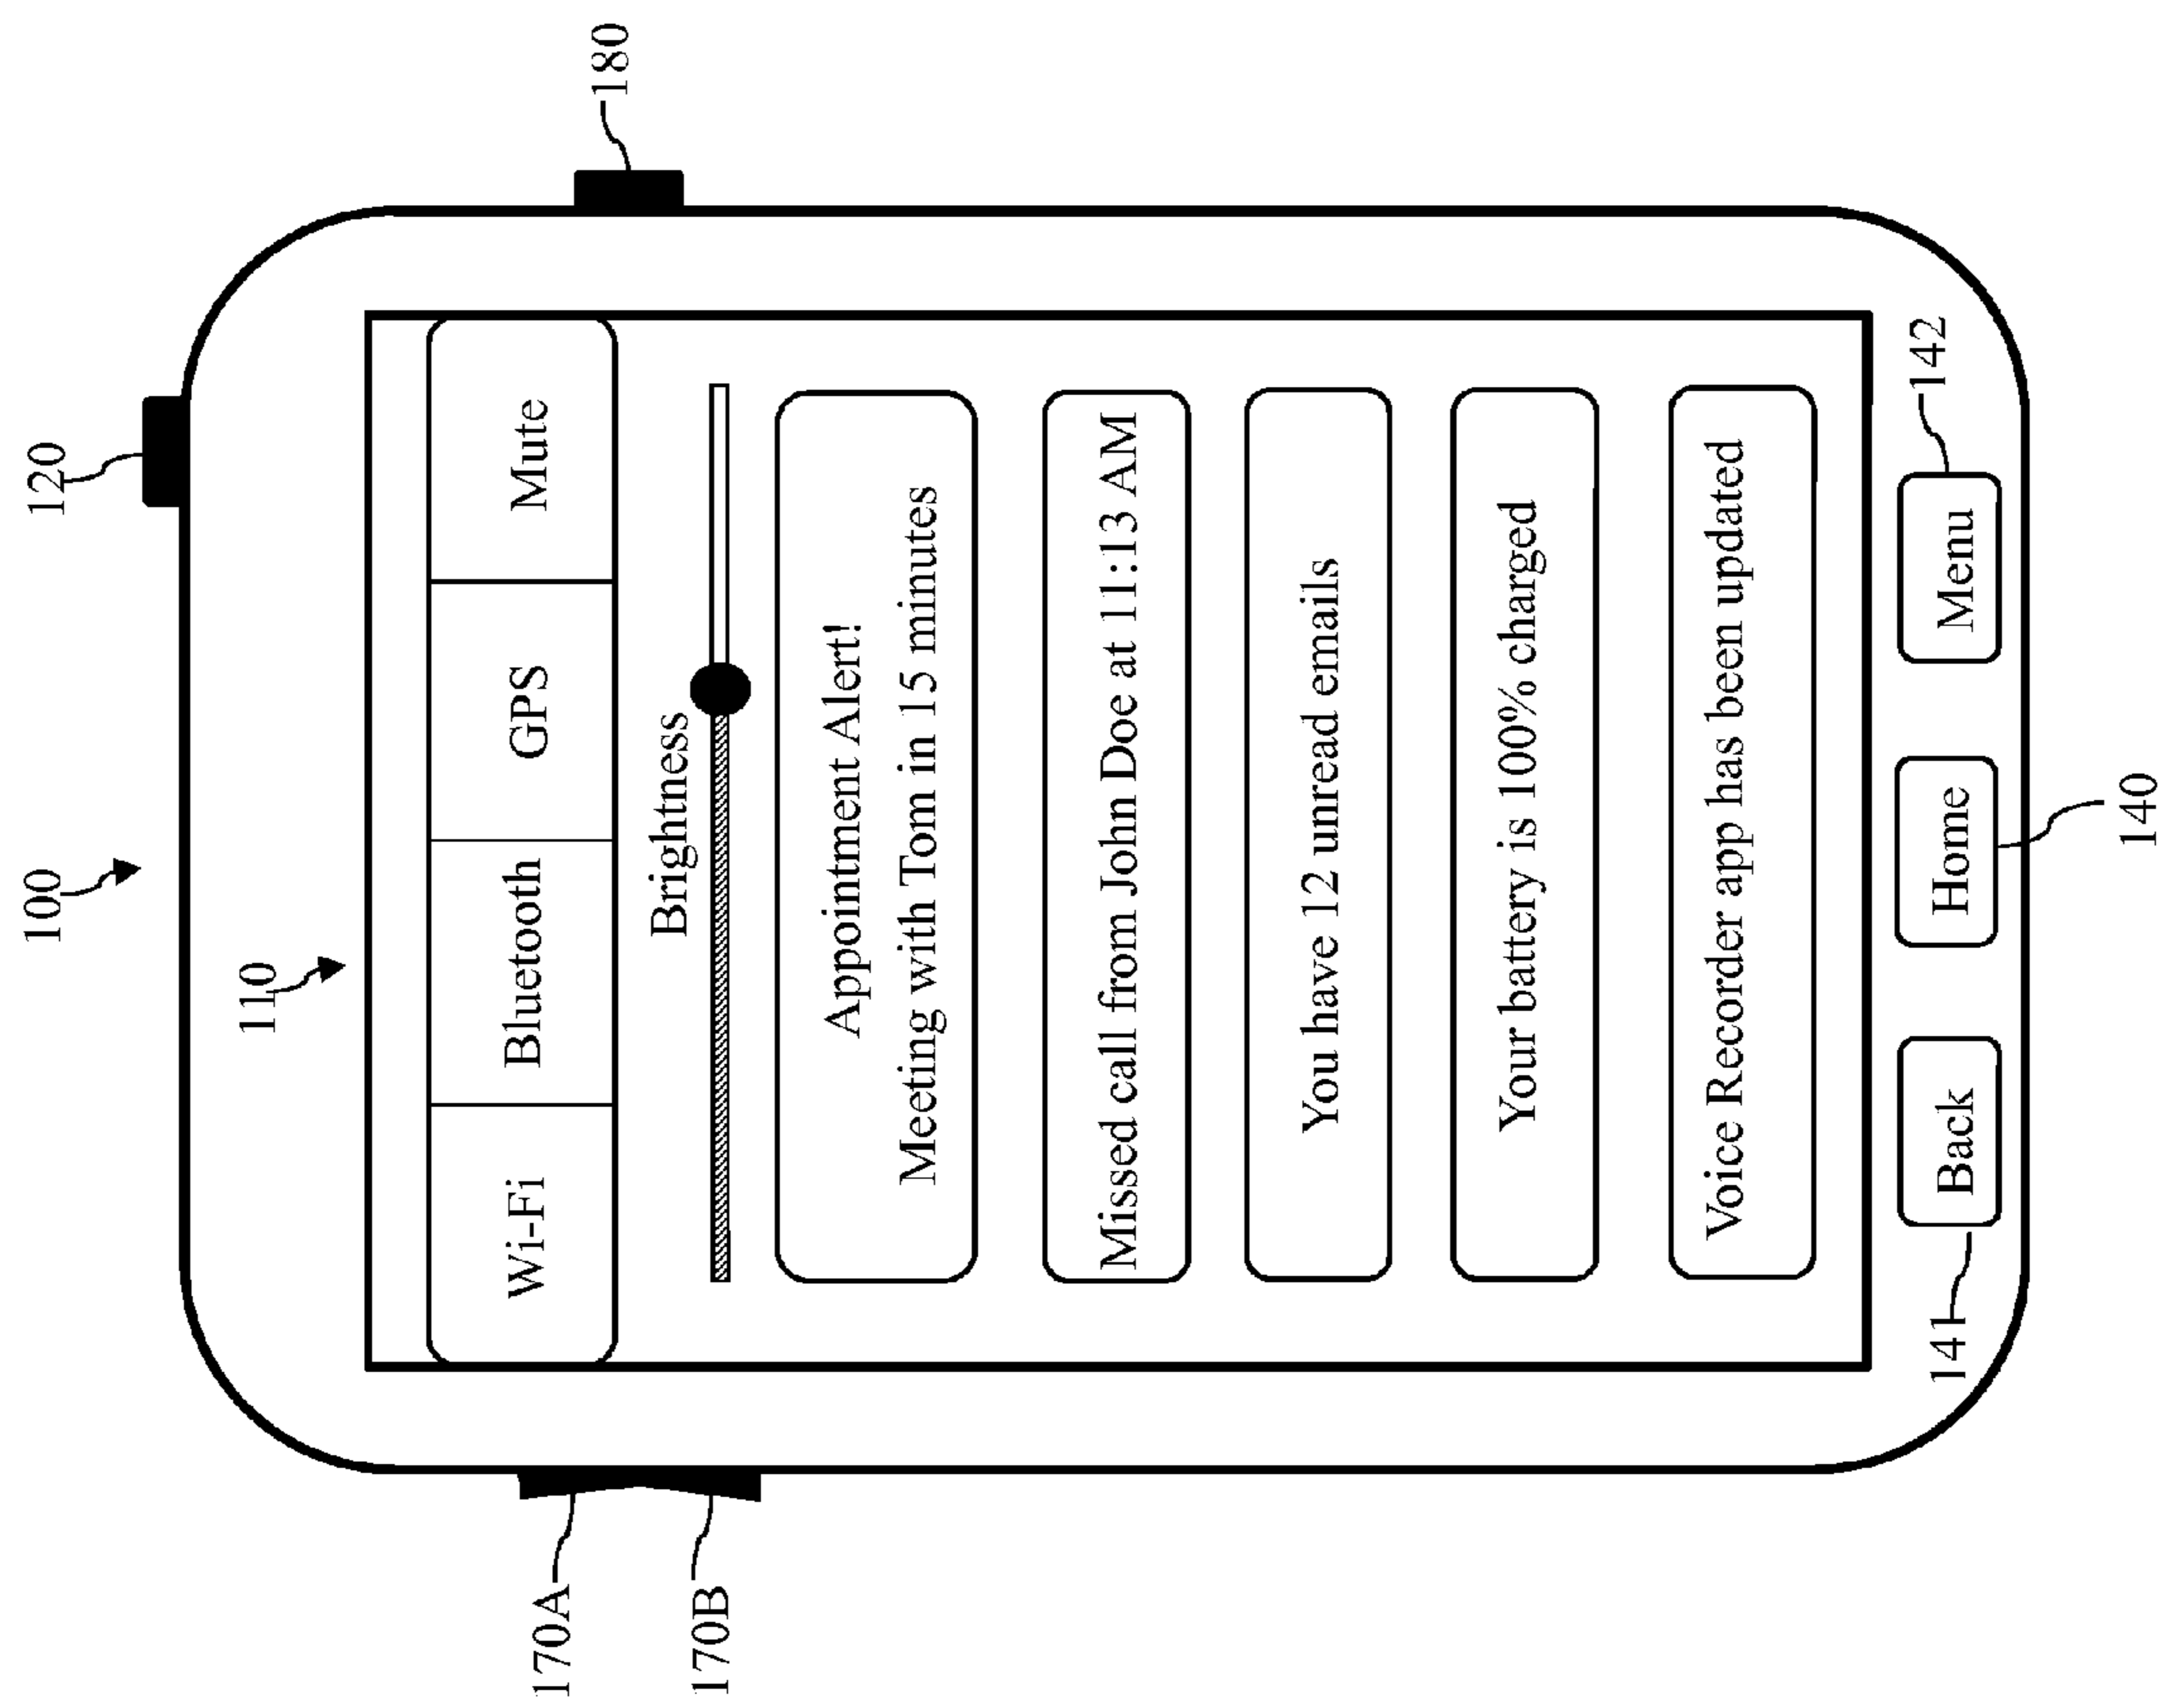 100
120
110
180
Wi-Fi
Bluetooth
GPS
Mute
170A
170B
Brightness
Appointment Alert!
Meeting with Tom in 15 minutes
Missed call from John Doe at 11:13 AM
You have 12 unread emails
Your battery is 100% charged
Voice Recorder app has been updated
141
Back
Home
Menu
142
140